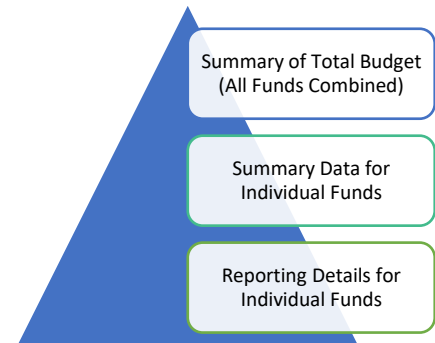 Summary of Total Budget
(All Funds Combined)
Summary Data for
Individual Funds
Reporting Details for
Individual Funds